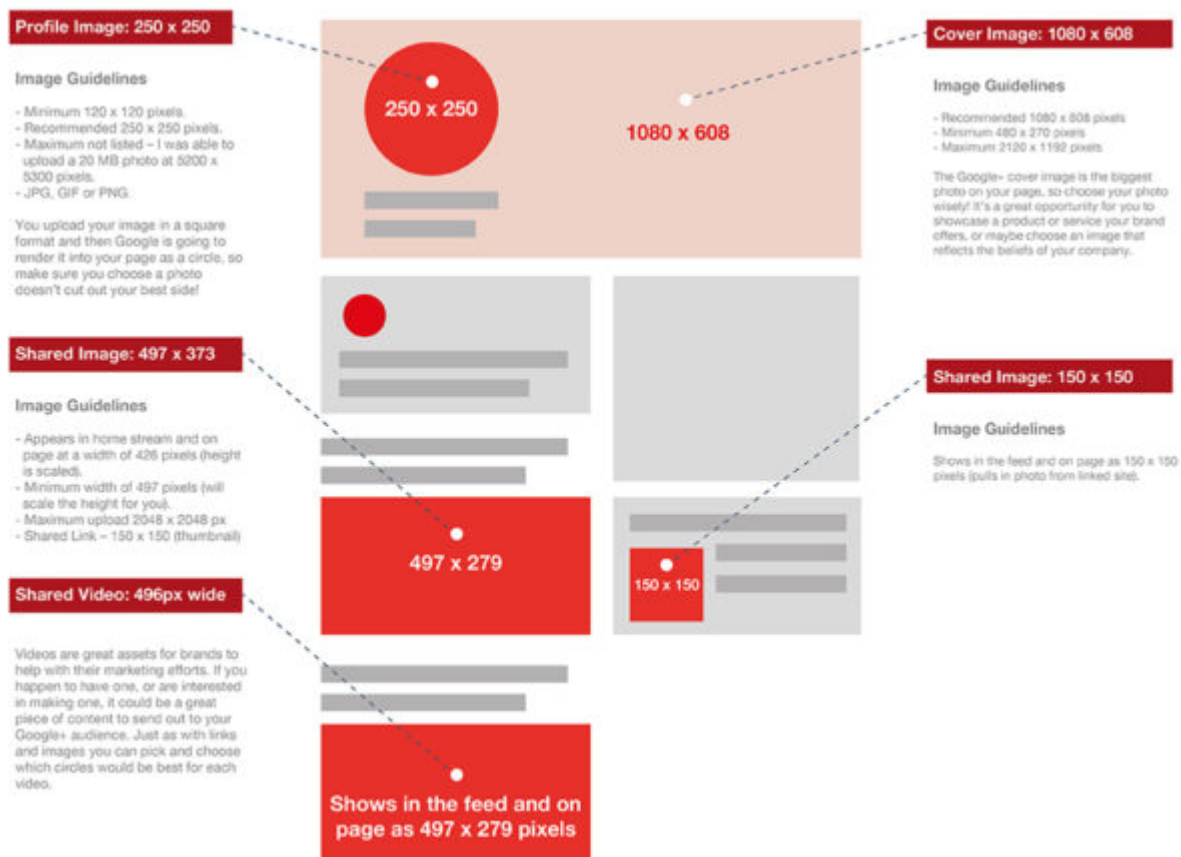 Profile Image: 250 x 250
Image Guidelines
- Minimum 120 x 120 pixels.
- Recommended 250 x 250 pixels.
- Maximum not listed – I was able to
upload a 20 MB photo at 5200 x
5300 pixels.
- JPG, GIF or PNG.
You upload your image in a square
format and then Google is going to
render it into your page as a circle, so
make sure you choose a photo
doesn't cut out your best side!
250 x 250
1080 x 608
Cover Image: 1080 x 608
Image Guidelines
- Recommended 1080 x 608 pixels
- Minimum 480 x 270 pixels
- Maximum 2120 x 1192 pixels
The Google+ cover image is the biggest
photo on your page, so choose your photo
wisely! It's a great opportunity for you to
showcase a product or service your brand
offers, or maybe choose an image that
reflects the beliefs of your company.
Shared Image: 497 x 373
Image Guidelines
- Appears in home stream and on
page at a width of 426 pixels (height
is scaled).
- Minimum width of 497 pixels (will
scale the height for you).
- Maximum upload 2048 x 2048 px
- Shared Link – 150 x 150 (thumbnail)
497 x 279
Shared Image: 150 x 150
Image Guidelines
Shows in the feed and on page as 150 x 150
pixels (pulls in photo from linked site).
150 x 150
Shared Video: 496px wide
Videos are great assets for brands to
help with their marketing efforts. If you
happen to have one, or are interested
in making one, it could be a great
piece of content to send out to your
Google+ audience. Just as with links
and images you can pick and choose
which circles would be best for each
video.
Shows in the feed and on
page as 497 x 279 pixels